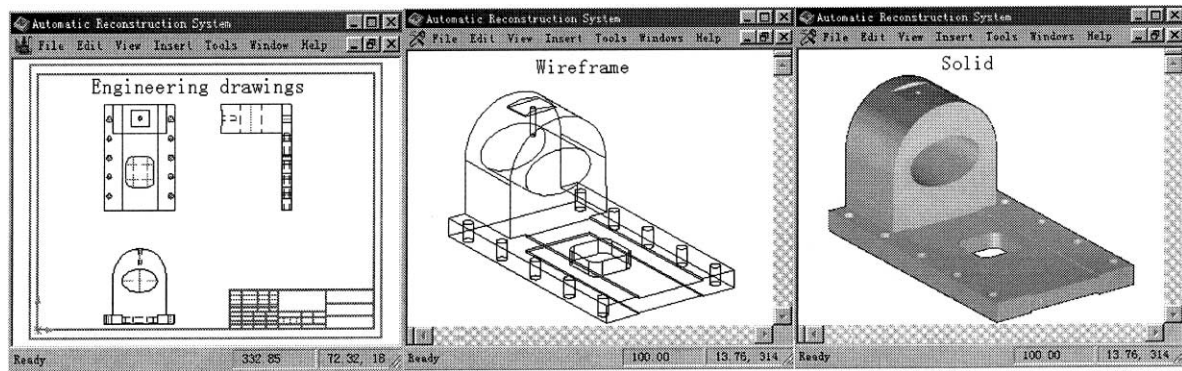 Automatic Reconstruction System
File Edit View Insert Tools Window Help
Engineering drawings
Ready 332.85 72.32, 18
Automatic Reconstruction System
File Edit View Insert Tools Windows Help
Wireframe
Ready 100.00 13.76, 314
Automatic Reconstruction System
File Edit View Insert Tools Windows Help
Solid
Ready 100.00 13.76, 314